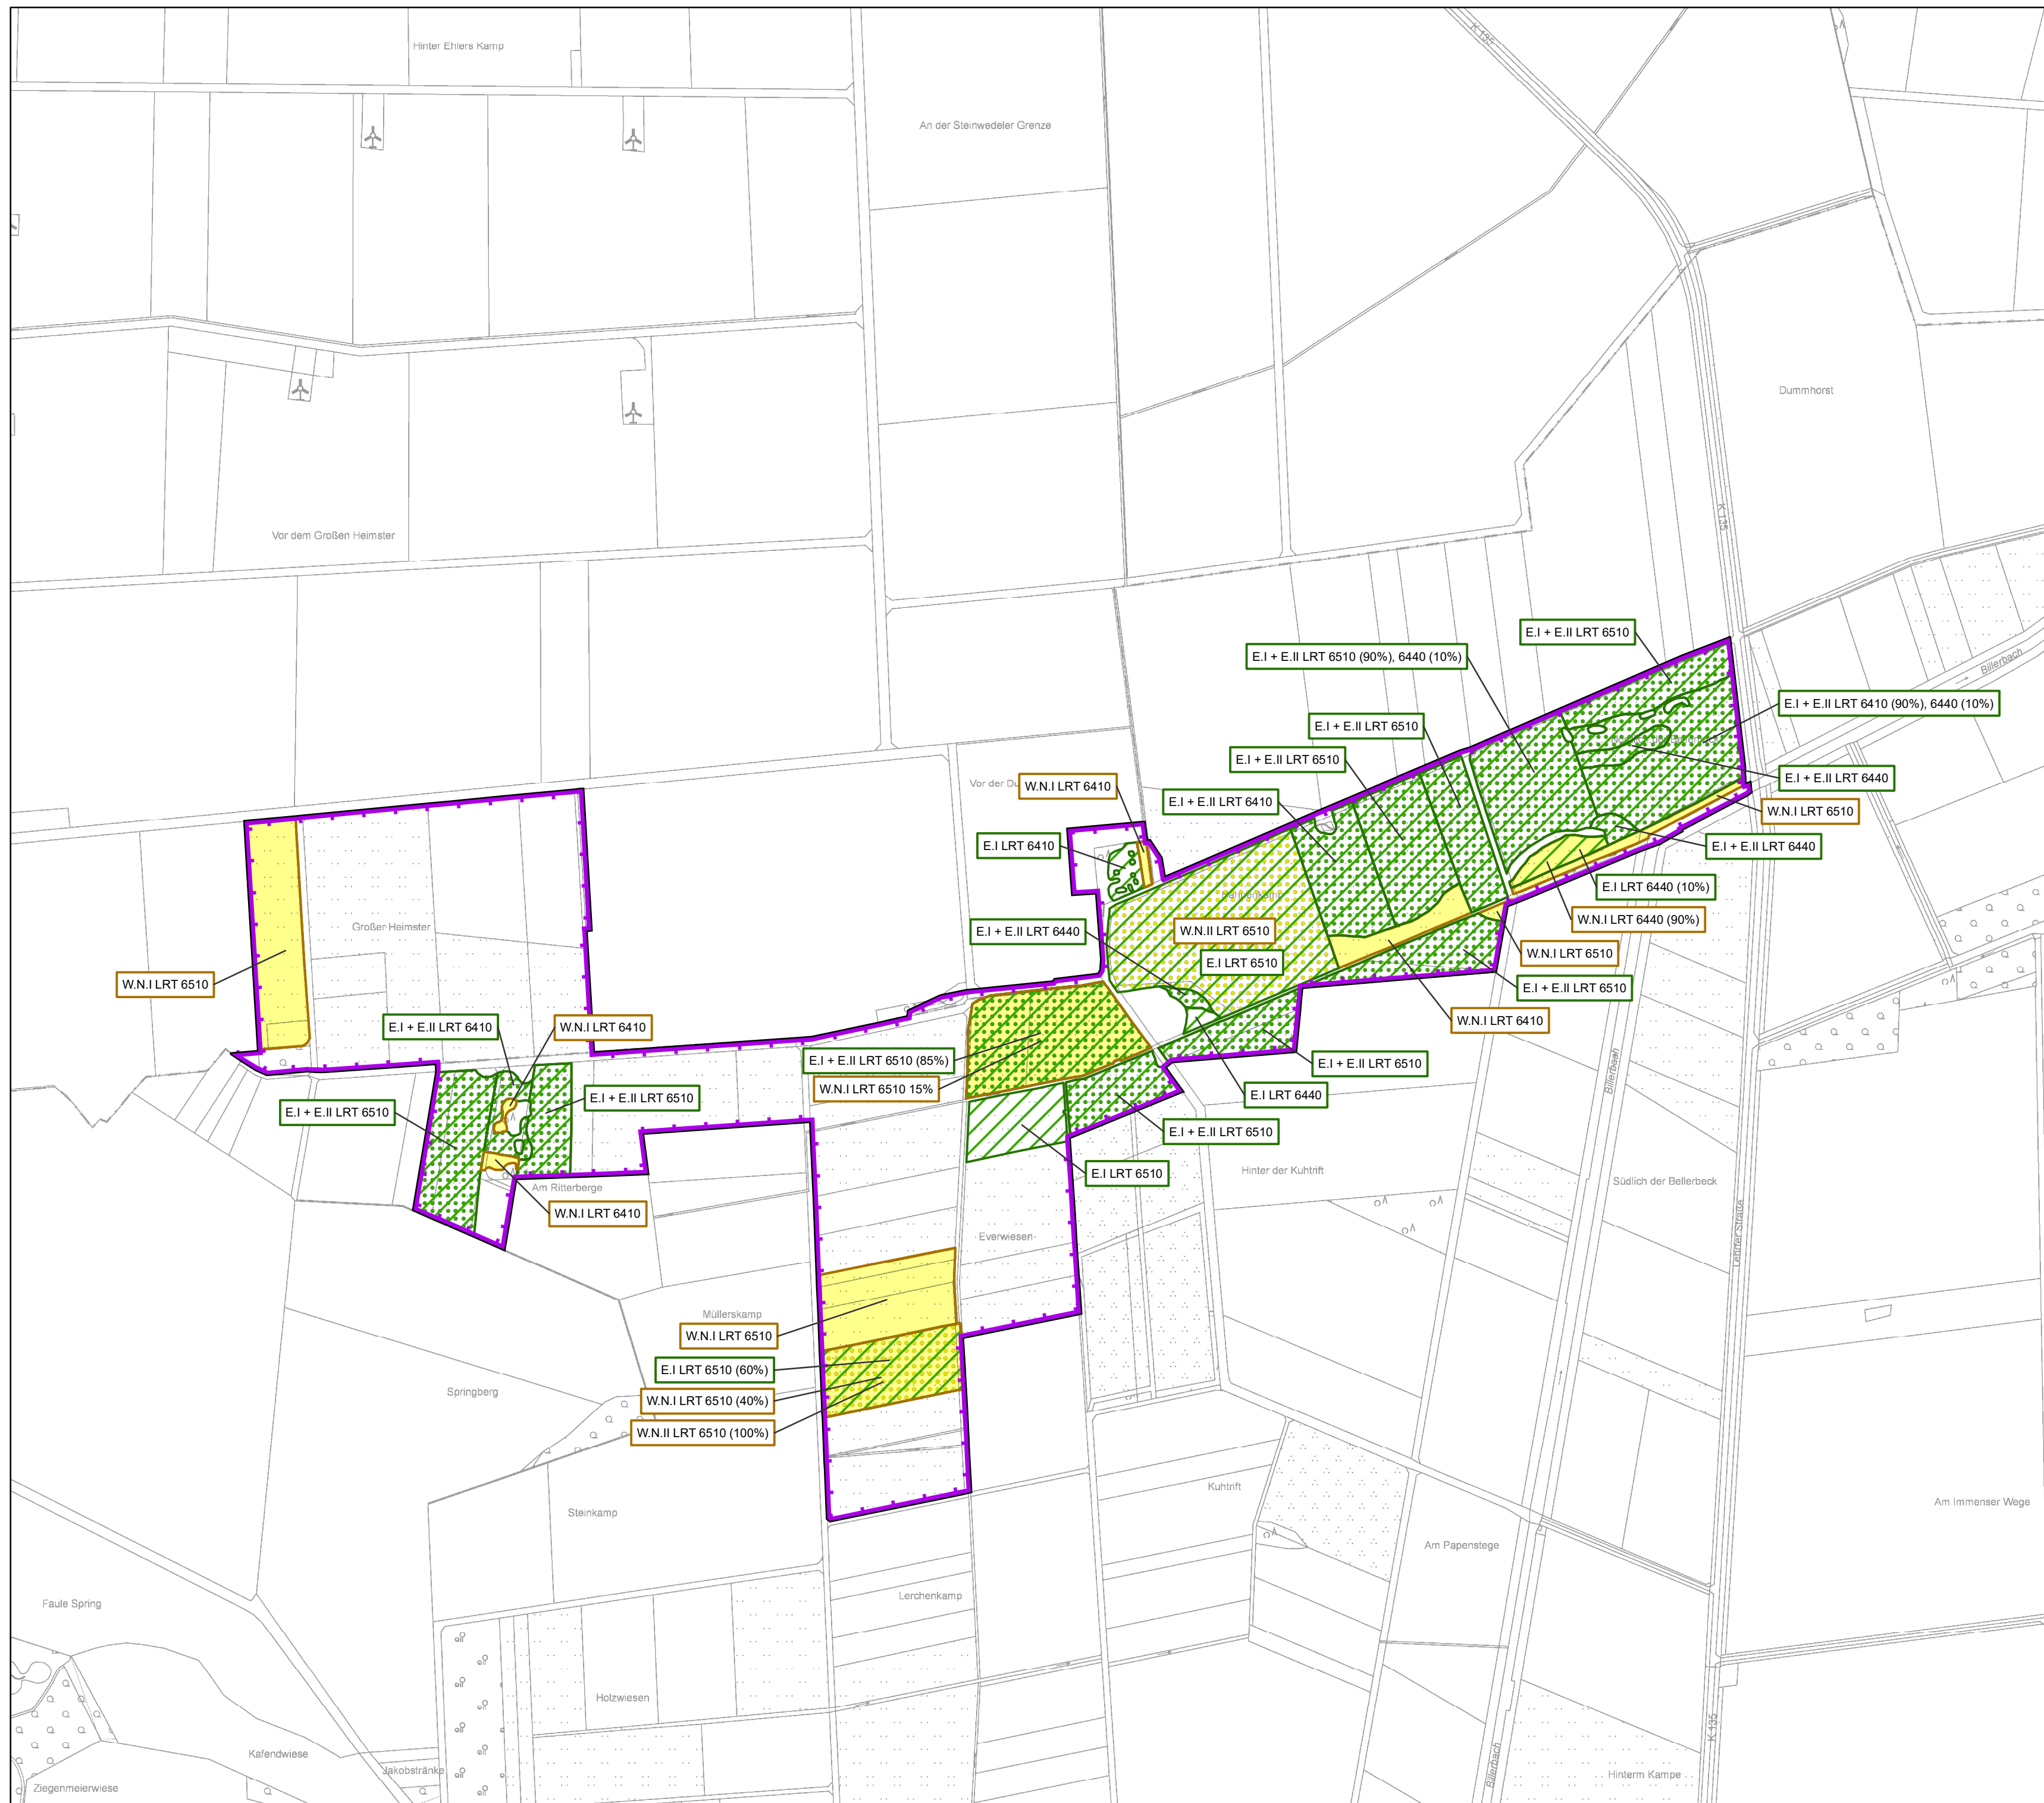 Hinter Ehlers Kamp
K 135
An der Steinwedeler Grenze
Dummhorst
K 135
Vor dem Großen Heimster
E.I + E.II LRT 6510
E.I + E.II LRT 6510 (90%), 6440 (10%)
Billerbach
E.I + E.II LRT 6410 (90%), 6440 (10%)
E.I + E.II LRT 6510
E.I + E.II LRT 6510
E.I + E.II LRT 6440
Vor der
W.N.I LRT 6410
E.I + E.II LRT 6410
W.N.I LRT 6510
E.I LRT 6410
E.I + E.II LRT 6440
E.I LRT 6440 (10%)
W.N.I LRT 6440 (90%)
Großer Heimster
E.I + E.II LRT 6440
W.N.II LRT 6510
E.I LRT 6510
W.N.I LRT 6510
W.N.I LRT 6510
E.I + E.II LRT 6510
W.N.I LRT 6410
E.I + E.II LRT 6410
W.N.I LRT 6410
E.I + E.II LRT 6510 (85%)
W.N.I LRT 6510 15%
E.I + E.II LRT 6510
E.I LRT 6440
Billerbach
E.I + E.II LRT 6510
E.I + E.II LRT 6510
E.I + E.II LRT 6510
E.I LRT 6510
Hinter der Kuhtrift
Südlich der Bellerbeck
Am Ritterberge
W.N.I LRT 6410
Everwiesen
Lehrter Straße
Müllerskamp
W.N.I LRT 6510
E.I LRT 6510 (60%)
W.N.I LRT 6510 (40%)
W.N.II LRT 6510 (100%)
Springberg
Steinkamp
Kuhtrift
Am Immenser Wege
Am Papenstege
Faule Spring
Lerchenkamp
Holzwiesen
Kafendwiese
Jakobstränke
Ziegenmeierwiese
Billerbach
K 135
Hinterm Kampe